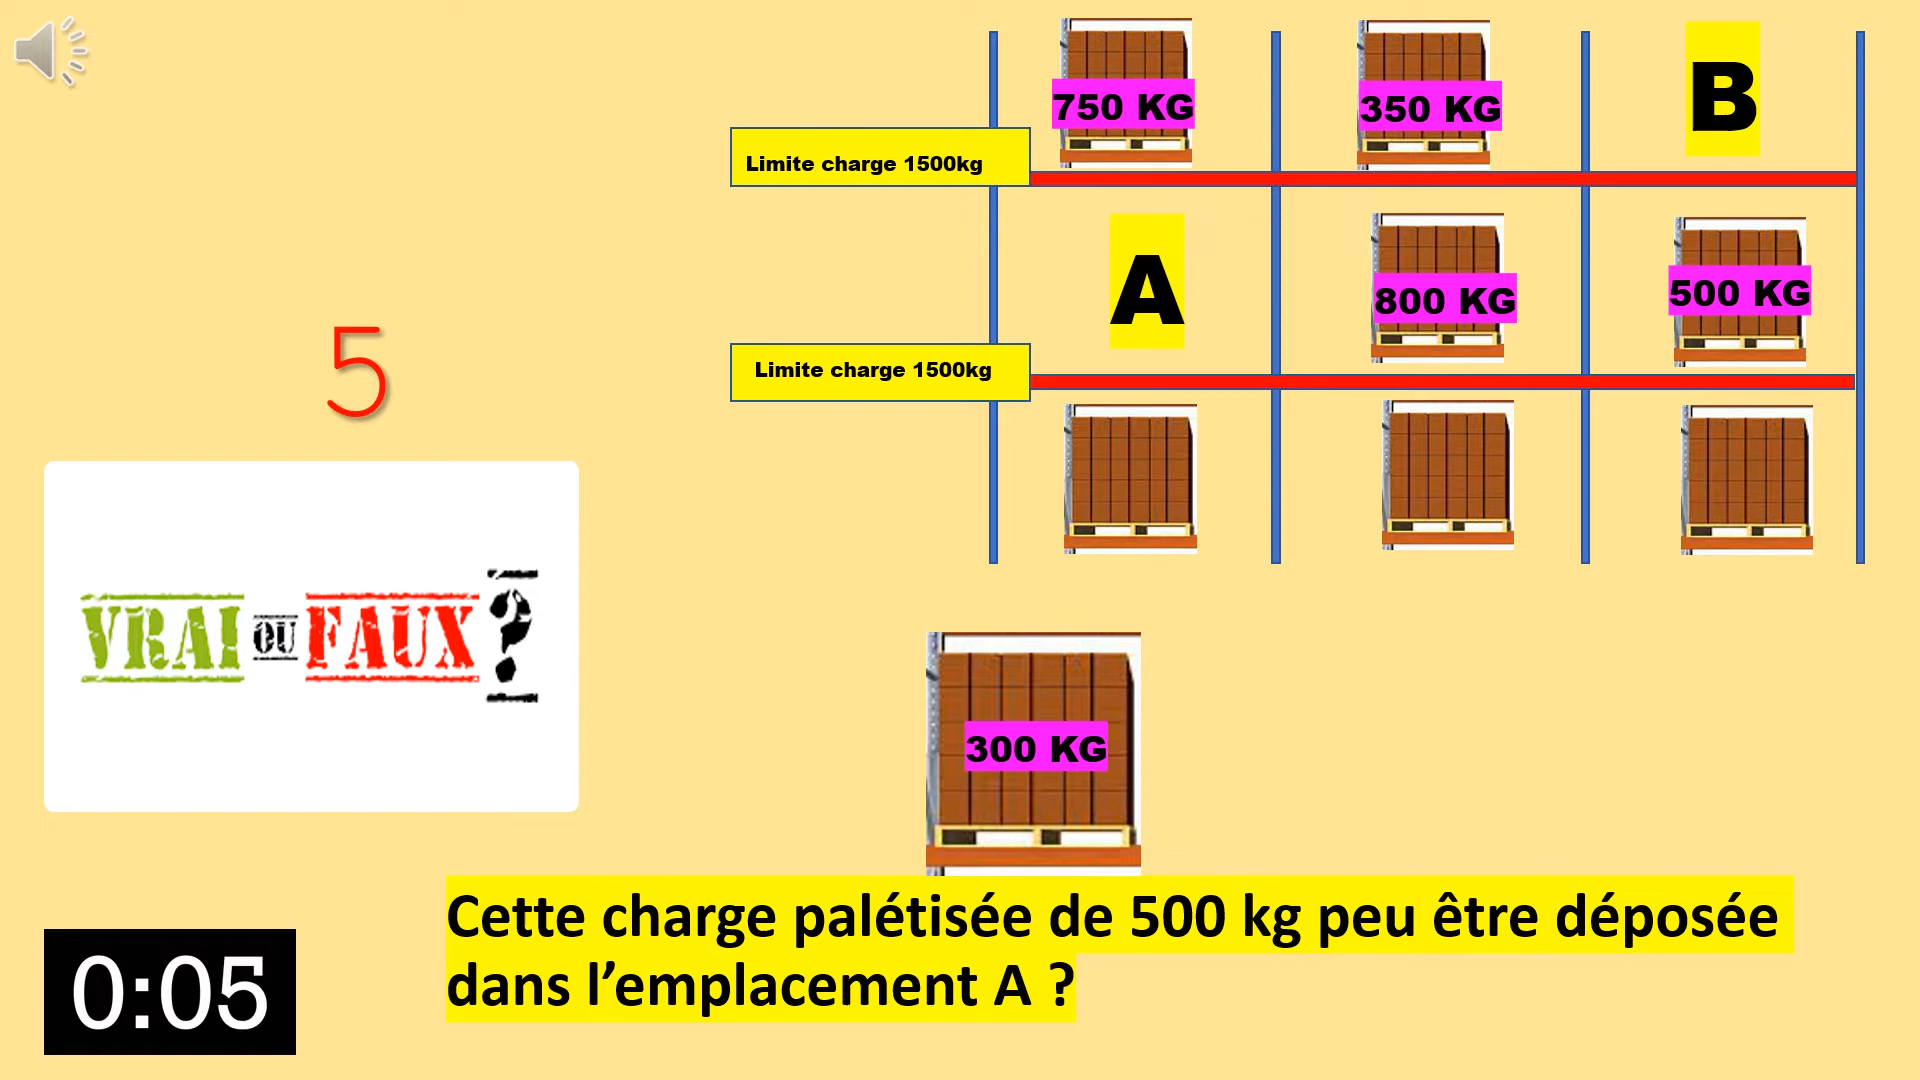 750 KG
350 KG
B
Limite charge 1500kg
A
800 KG
500 KG
5
Limite charge 1500kg
VRAI OU FAUX ?
300 KG
Cette charge palétisée de 500 kg peu être déposée
dans l’emplacement A ?
0:05